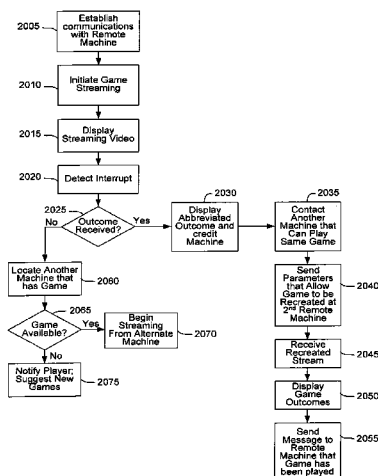 2005
Establish
communications
with Remote
Machine
2010
Initiate Game
Streaming
2015
Display
Streaming Video
2020
Detect Interrupt
2025
Outcome
Received?
No
Yes
2030
Display
Abbreviated
Outcome and
credit Machine
2035
Contact
Another
Machine that
Can Play
Same Game
2040
Send
Parameters
that Allow
Game to be
Recreated at
2nd Remote
Machine
2045
Receive
Recreated
Stream
2050
Display
Game
Outcomes
2055
Send
Message to
Remote
Machine that
Game has
been played
2060
Locate Another
Machine that
has Game
2065
Game
Available?
Yes
No
2070
Begin
Streaming
From Alternate
Machine
2075
Notify Player;
Suggest New
Games